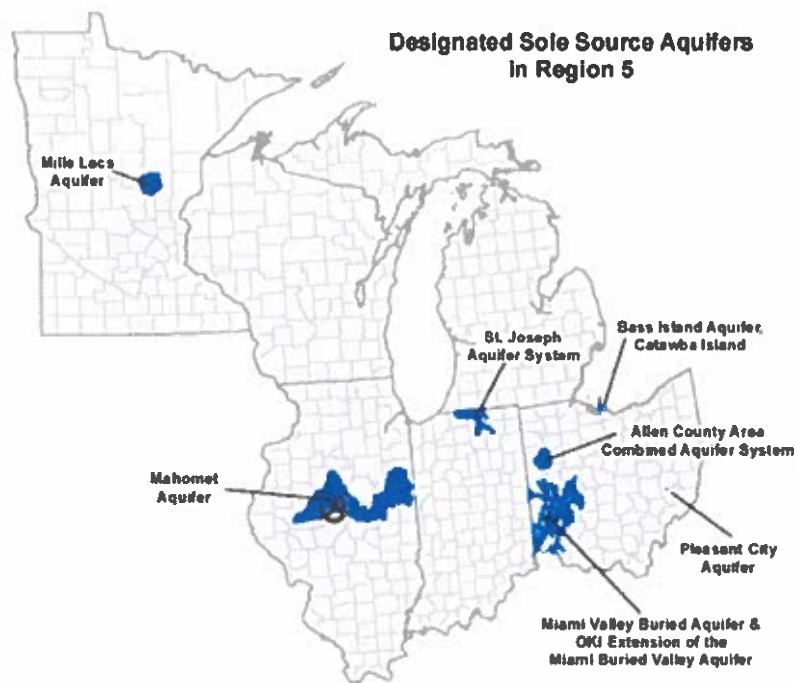 Designated Sole Source Aquifers
in Region 5
Mille Lacs
Aquifer
St. Joseph
Aquifer System
Bass Island Aquifer,
Catawba Island
Allen County Area
Combined Aquifer System
Mahomet
Aquifer
Pleasant City
Aquifer
Miami Valley Buried Aquifer &
OKI Extension of the
Miami Buried Valley Aquifer